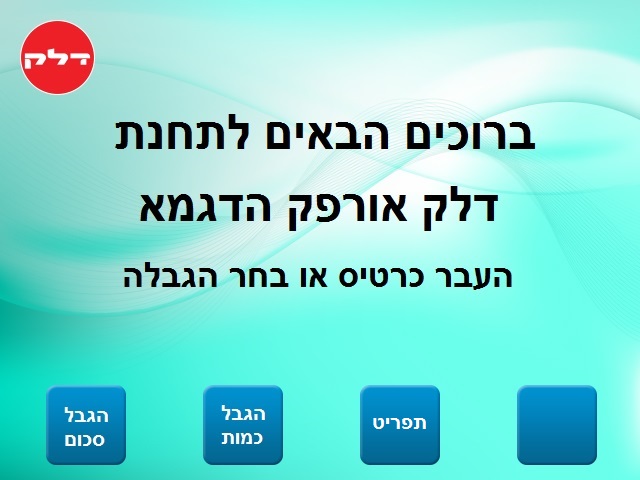 דלק
ברוכים הבאים לתחנת
דלק אורפק הדגמא
העבר כרטיס או בחר הגבלה
תפריט
הגבל
כמות
הגבל
סכום